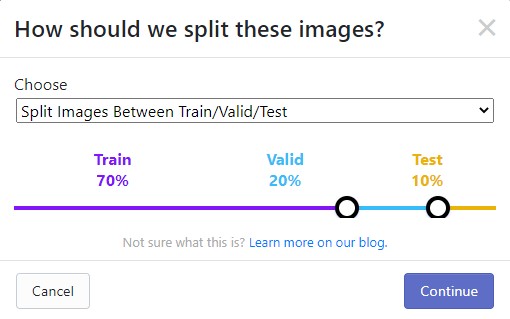 How should we split these images?
Choose
Split Images Between Train/Valid/Test
Train Valid Test
70% 20% 10%
Not sure what this is? Learn more on our blog.
Cancel Continue